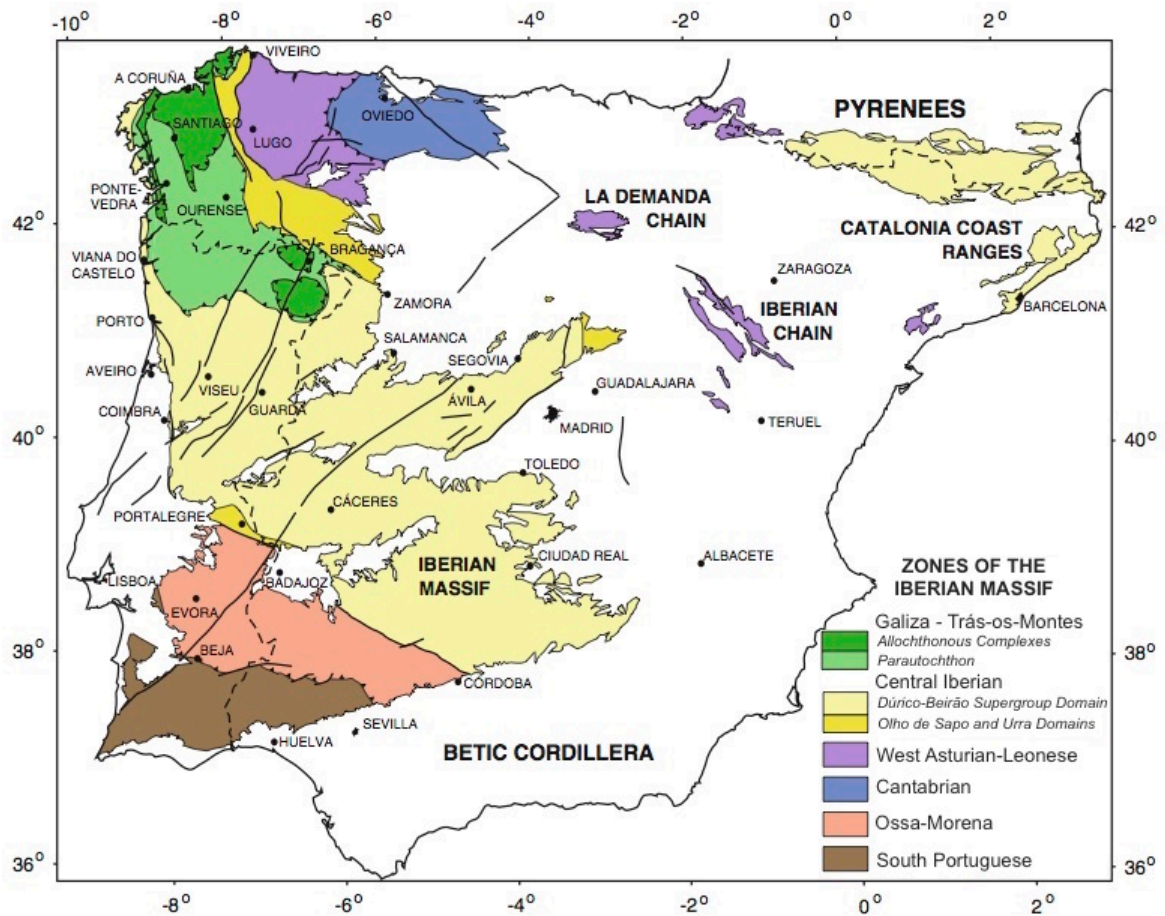 -10° -8° -6° -4° -2° 0° 2°
VIVEIRO
A CORUÑA
PYRENEES
OVIEDO
SANTIAGO
LUGO
PONTE-
VEDRA
LA DEMANDA
CHAIN
OURENSE
42° 42°
CATALONIA COAST
RANGES
BRAGANÇA
VIANA DO
CASTELO
ZARAGOZA
ZAMORA
BARCELONA
IBERIAN
CHAIN
PORTO
SALAMANCA
SEGOVIA
AVEIRO
VISEU
ÁVILA
GUADALAJARA
COIMBRA
GUARDA
TERUEL
MADRID
40° 40°
TOLEDO
CÁCERES
PORTALEGRE
CIUDAD REAL
ALBACETE
IBERIAN
MASSIF
LISBOA
BADAJOZ
EVORA
BEJA
38° 38°
CORDOBA
SEVILLA
HUELVA
BETIC CORDILLERA
ZONES OF THE
IBERIAN MASSIF
Galiza - Trás-os-Montes
Allochthonous Complexes
Parautochthon
Central Iberian
Dúrico-Beirão Supergroup Domain
Olho de Sapo and Urra Domains
West Asturian-Leonese
Cantabrian
Ossa-Morena
South Portuguese
36° 36°
-8° -6° -4° -2° 0° 2°